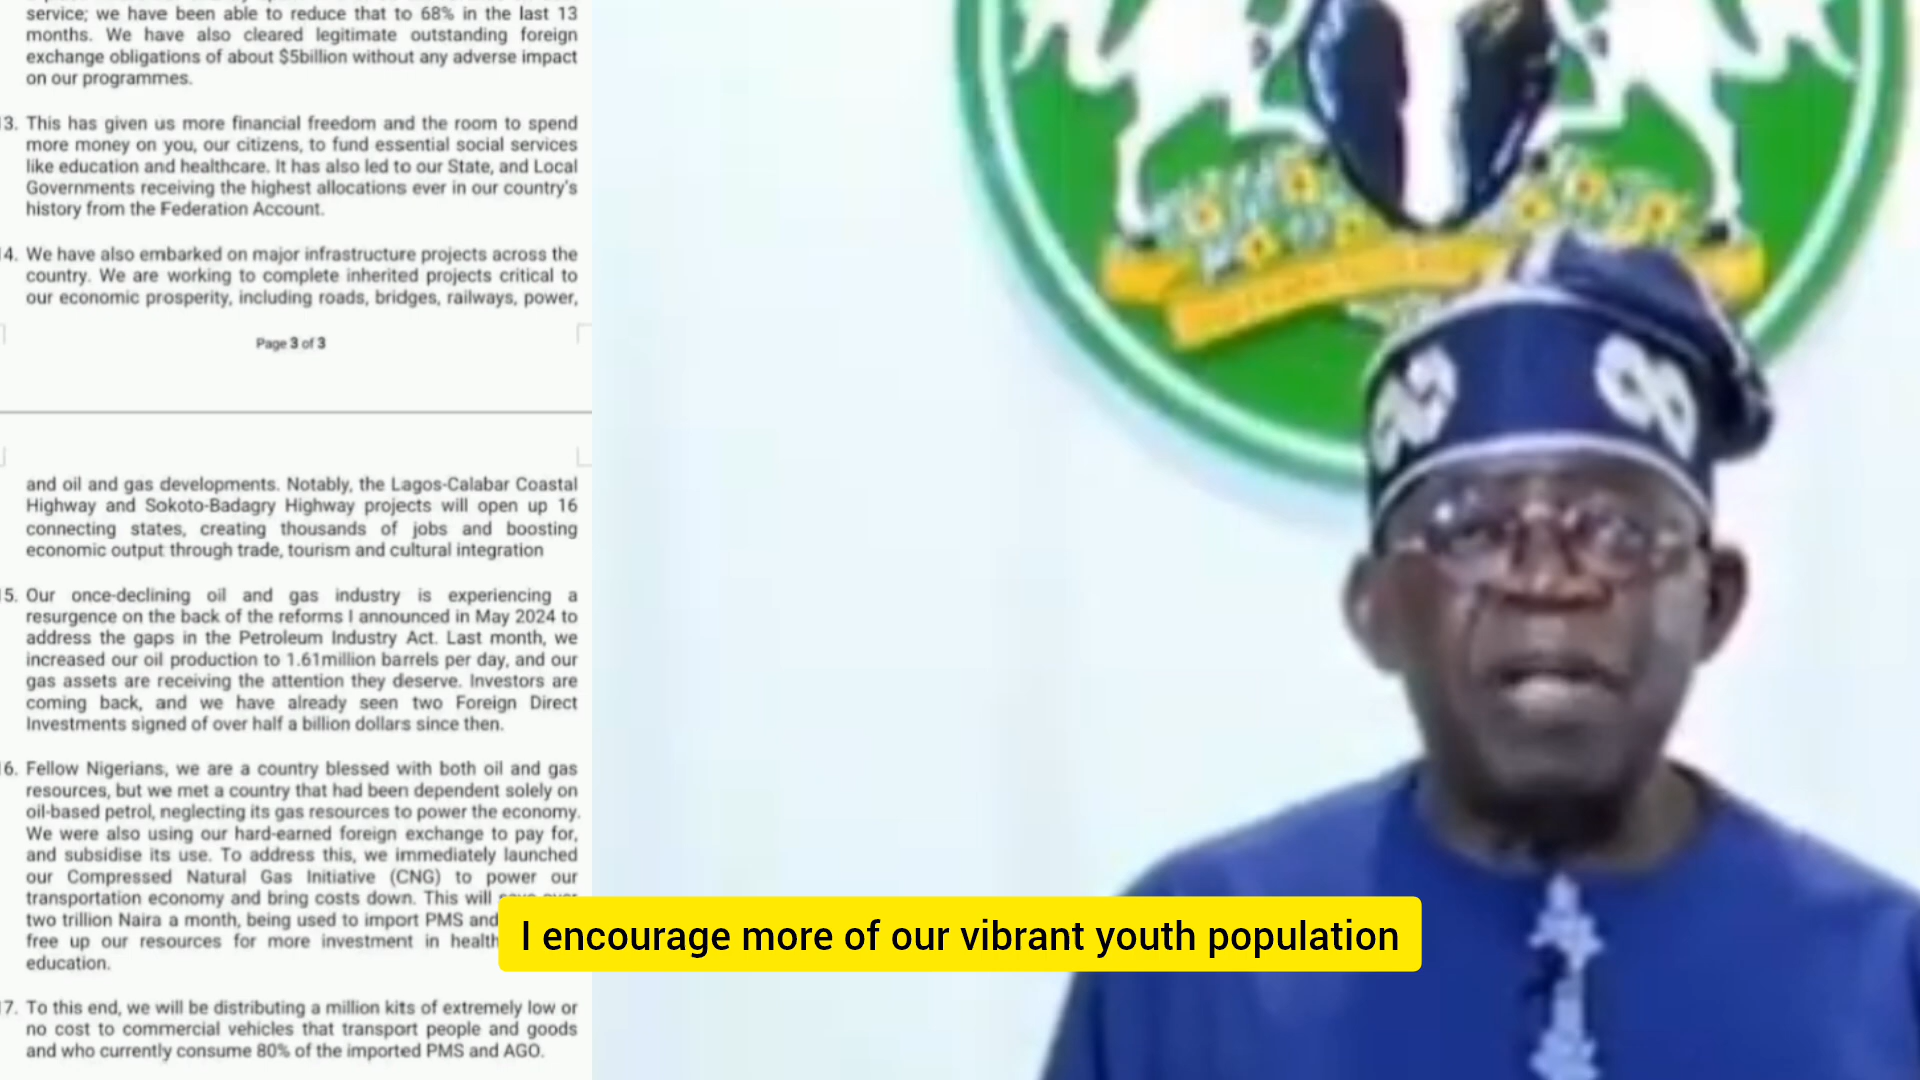 service; we have been able to reduce that to 68% in the last 13
months. We have also cleared legitimate outstanding foreign
exchange obligations of about $5billion without any adverse impact
on our programmes.
3. This has given us more financial freedom and the room to spend
more money on you, our citizens, to fund essential social services
like education and healthcare. It has also led to our State, and Local
Governments receiving the highest allocations ever in our country's
history from the Federation Account.
4. We have also embarked on major infrastructure projects across the
country. We are working to complete inherited projects critical to
our economic prosperity, including roads, bridges, railways, power,
Page 3 of 3
and oil and gas developments. Notably, the Lagos-Calabar Coastal
Highway and Sokoto-Badagry Highway projects will open up 16
connecting states, creating thousands of jobs and boosting
economic output through trade, tourism and cultural integration
5. Our once-declining oil and gas industry is experiencing a
resurgence on the back of the reforms I announced in May 2024 to
address the gaps in the Petroleum Industry Act. Last month, we
increased our oil production to 1.61million barrels per day, and our
gas assets are receiving the attention they deserve. Investors are
coming back, and we have already seen two Foreign Direct
Investments signed of over half a billion dollars since then.
6. Fellow Nigerians, we are a country blessed with both oil and gas
resources, but we met a country that had been dependent solely on
oil-based petrol, neglecting its gas resources to power the economy.
We were also using our hard-earned foreign exchange to pay for,
and subsidise its use. To address this, we immediately launched
our Compressed Natural Gas Initiative (CNG) to power our
transportation economy and bring costs down. This will
two trillion Naira a month, being used to import PMS and
free up our resources for more investment in health
education.
7. To this end, we will be distributing a million kits of extremely low or
no cost to commercial vehicles that transport people and goods
and who currently consume 80% of the imported PMS and AGO.
I encourage more of our vibrant youth population